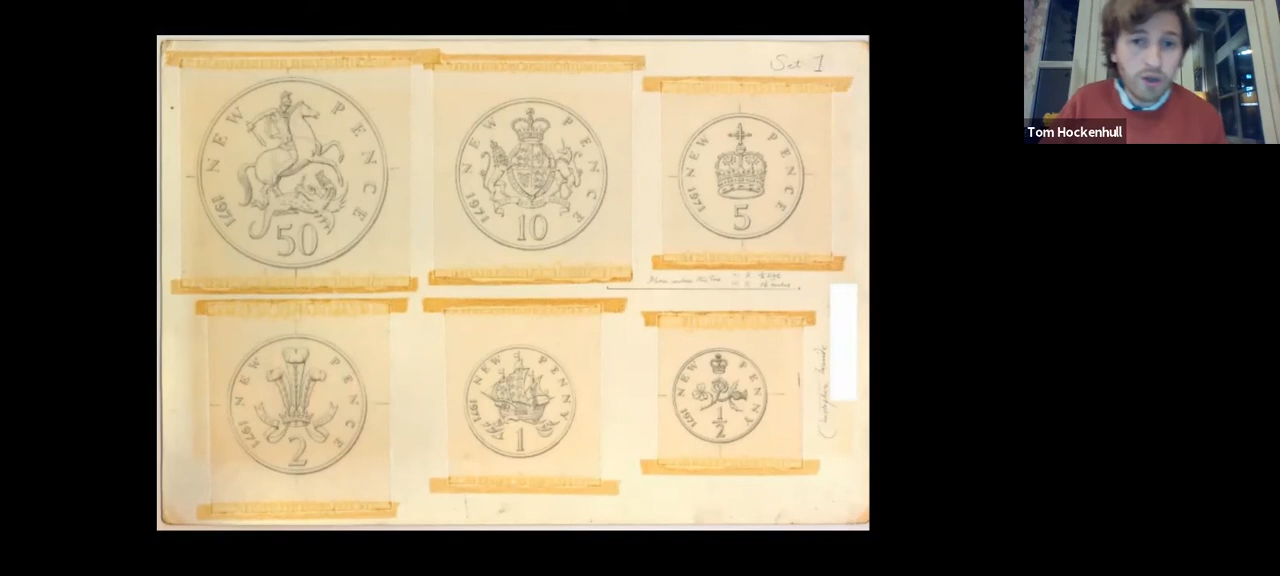 Set 1
NEW PENCE
1971
50
NEW PENCE
1971
10
NEW PENCE
1971
5
NEW PENCE
1971
2
NEW PENNY
1971
1
NEW PENNY
1971
1/2
Tom Hockenhull